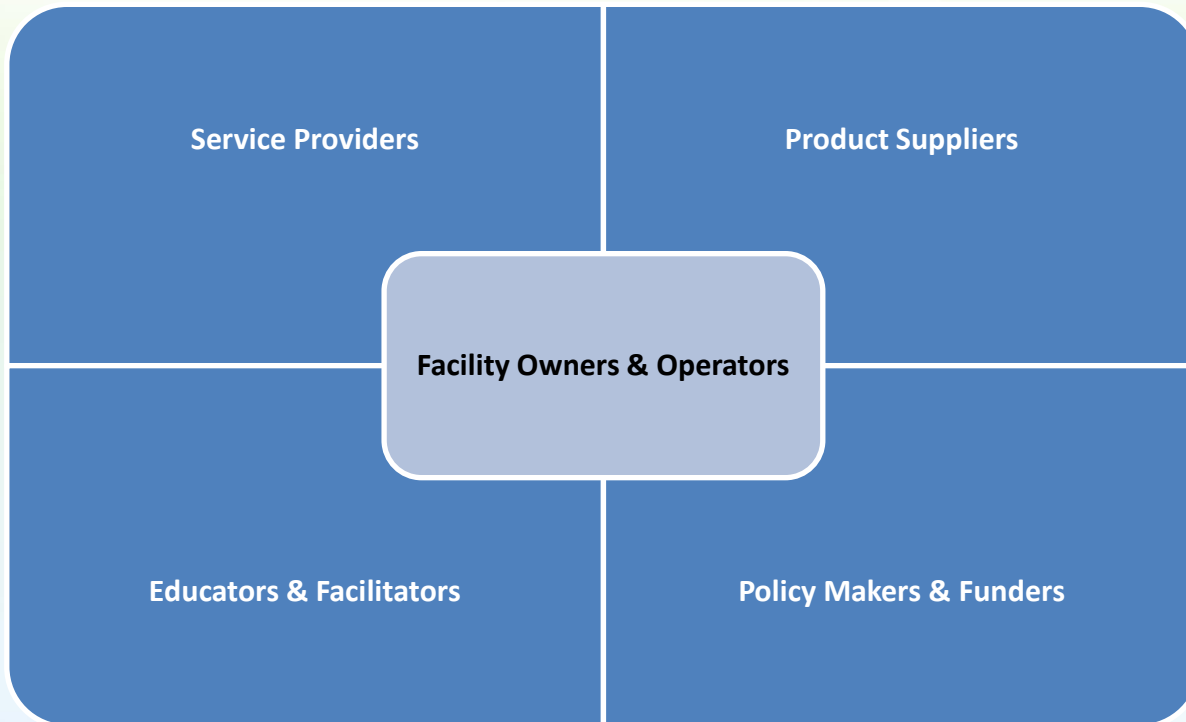 Service Providers
Product Suppliers
Facility Owners & Operators
Educators & Facilitators
Policy Makers & Funders